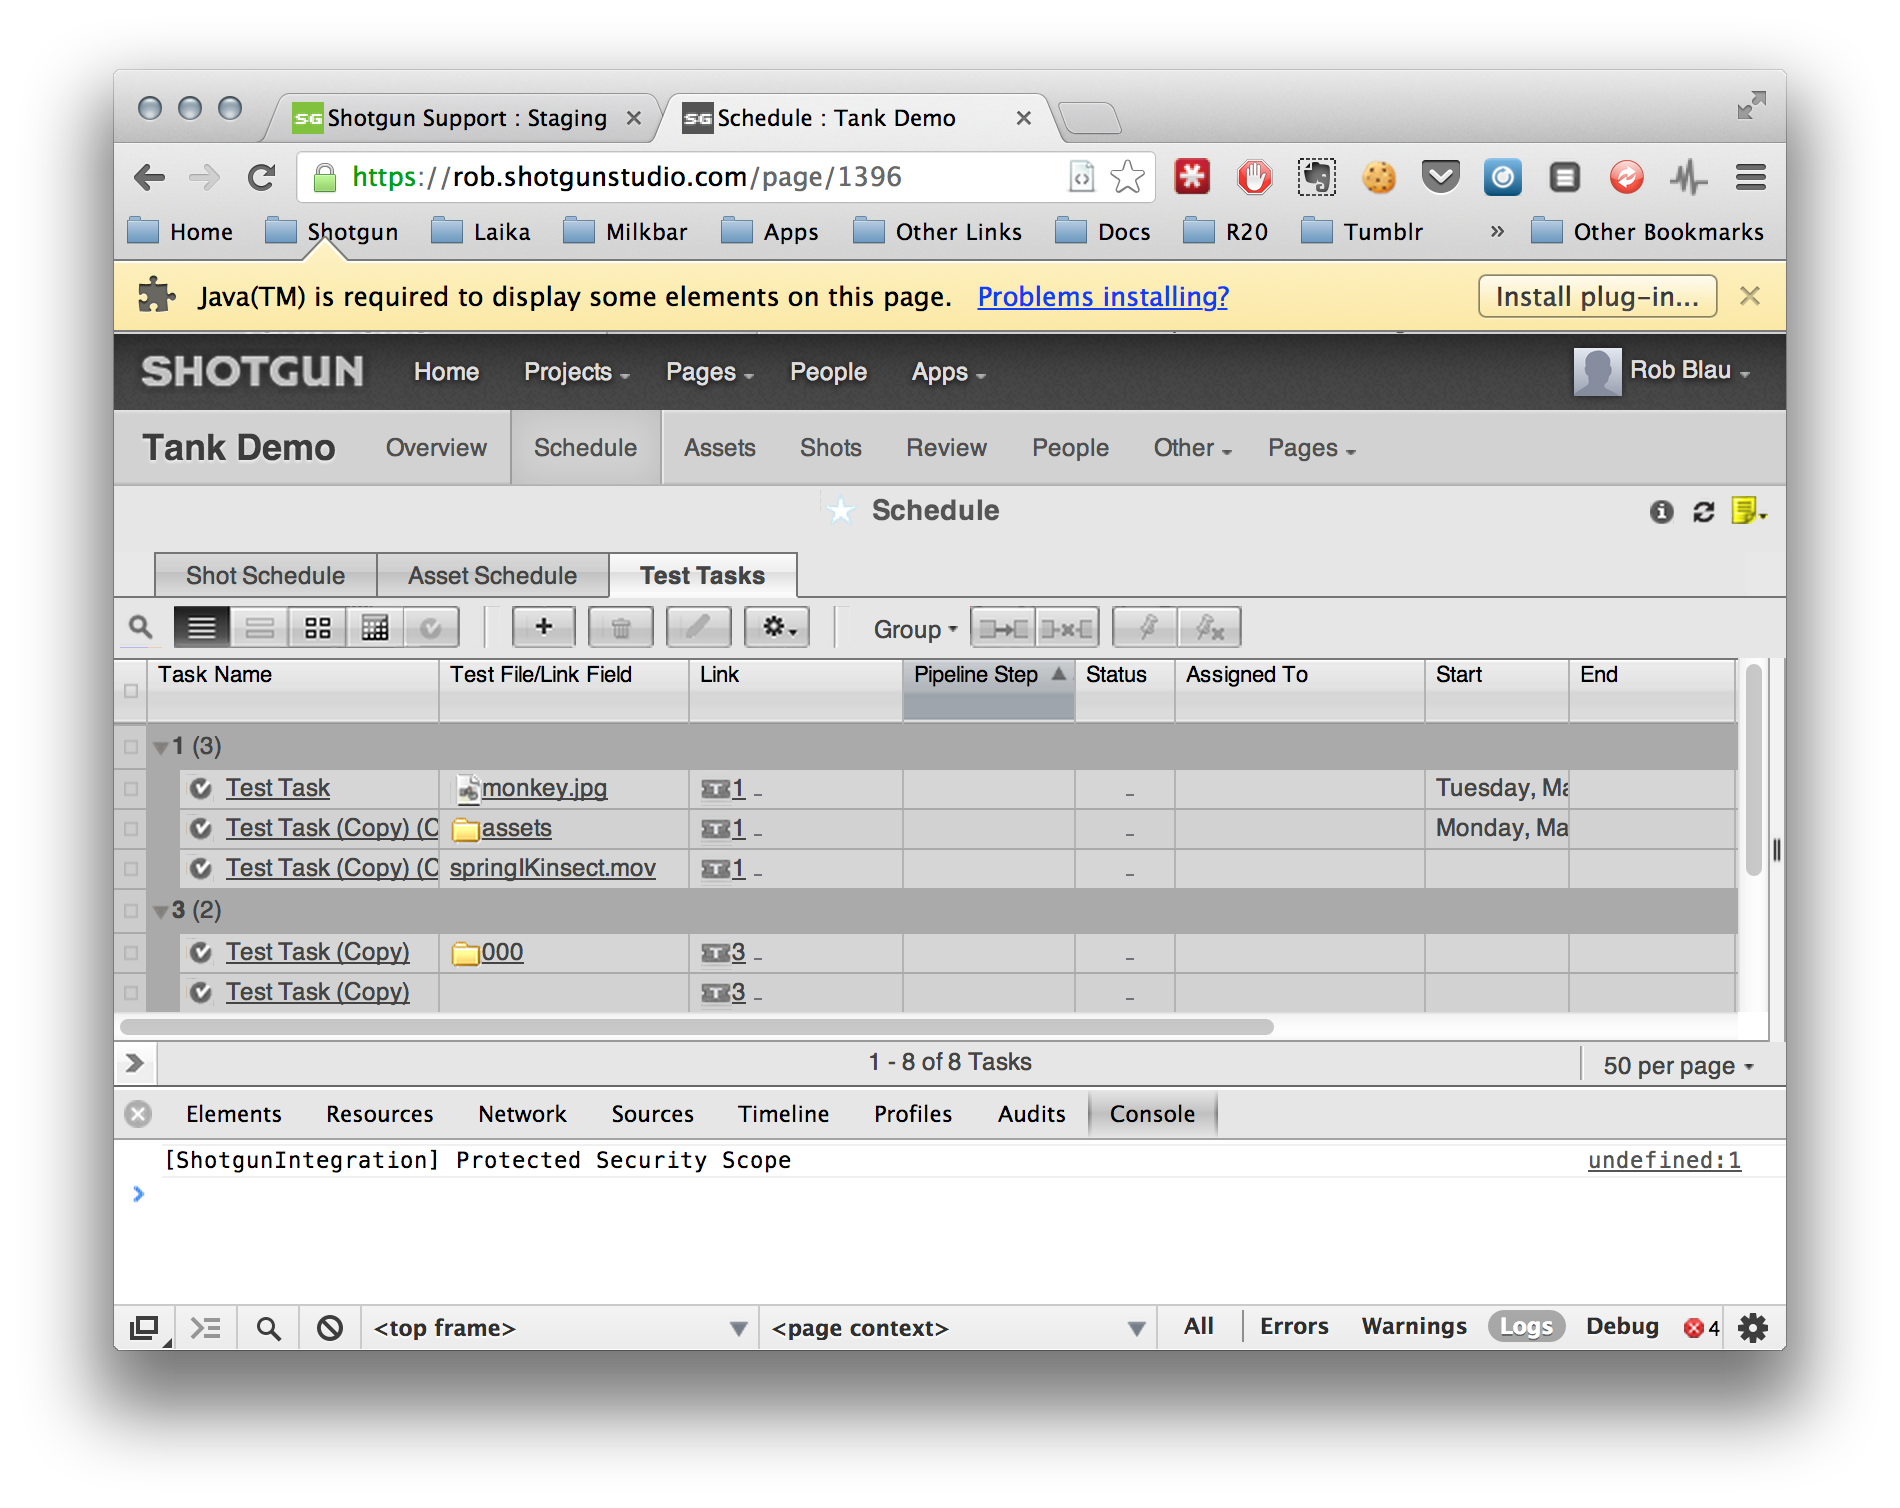 SG Shotgun Support : Staging × SG Schedule : Tank Demo ×
https://rob.shotgunstudio.com/page/1396
Home Shotgun Laika Milkbar Apps Other Links Docs R20 Tumblr » Other Bookmarks
Java(TM) is required to display some elements on this page. Problems installing? Install plug-in...
SHOTGUN Home Projects Pages People Apps Rob Blau
Tank Demo Overview Schedule Assets Shots Review People Other Pages
Schedule
Shot Schedule Asset Schedule Test Tasks
Group
Task Name Test File/Link Field Link Pipeline Step Status Assigned To Start End
1 (3)
Test Task monkey.jpg 1 - - Tuesday, Ma
Test Task (Copy) (C assets 1 - - Monday, Ma
Test Task (Copy) (C springIKinsect.mov 1 - -
3 (2)
Test Task (Copy) 000 3 - -
Test Task (Copy) 3 - -
1 - 8 of 8 Tasks 50 per page
Elements Resources Network Sources Timeline Profiles Audits Console
[ShotgunIntegration] Protected Security Scope undefined:1
<top frame> <page context> All Errors Warnings Logs Debug 4